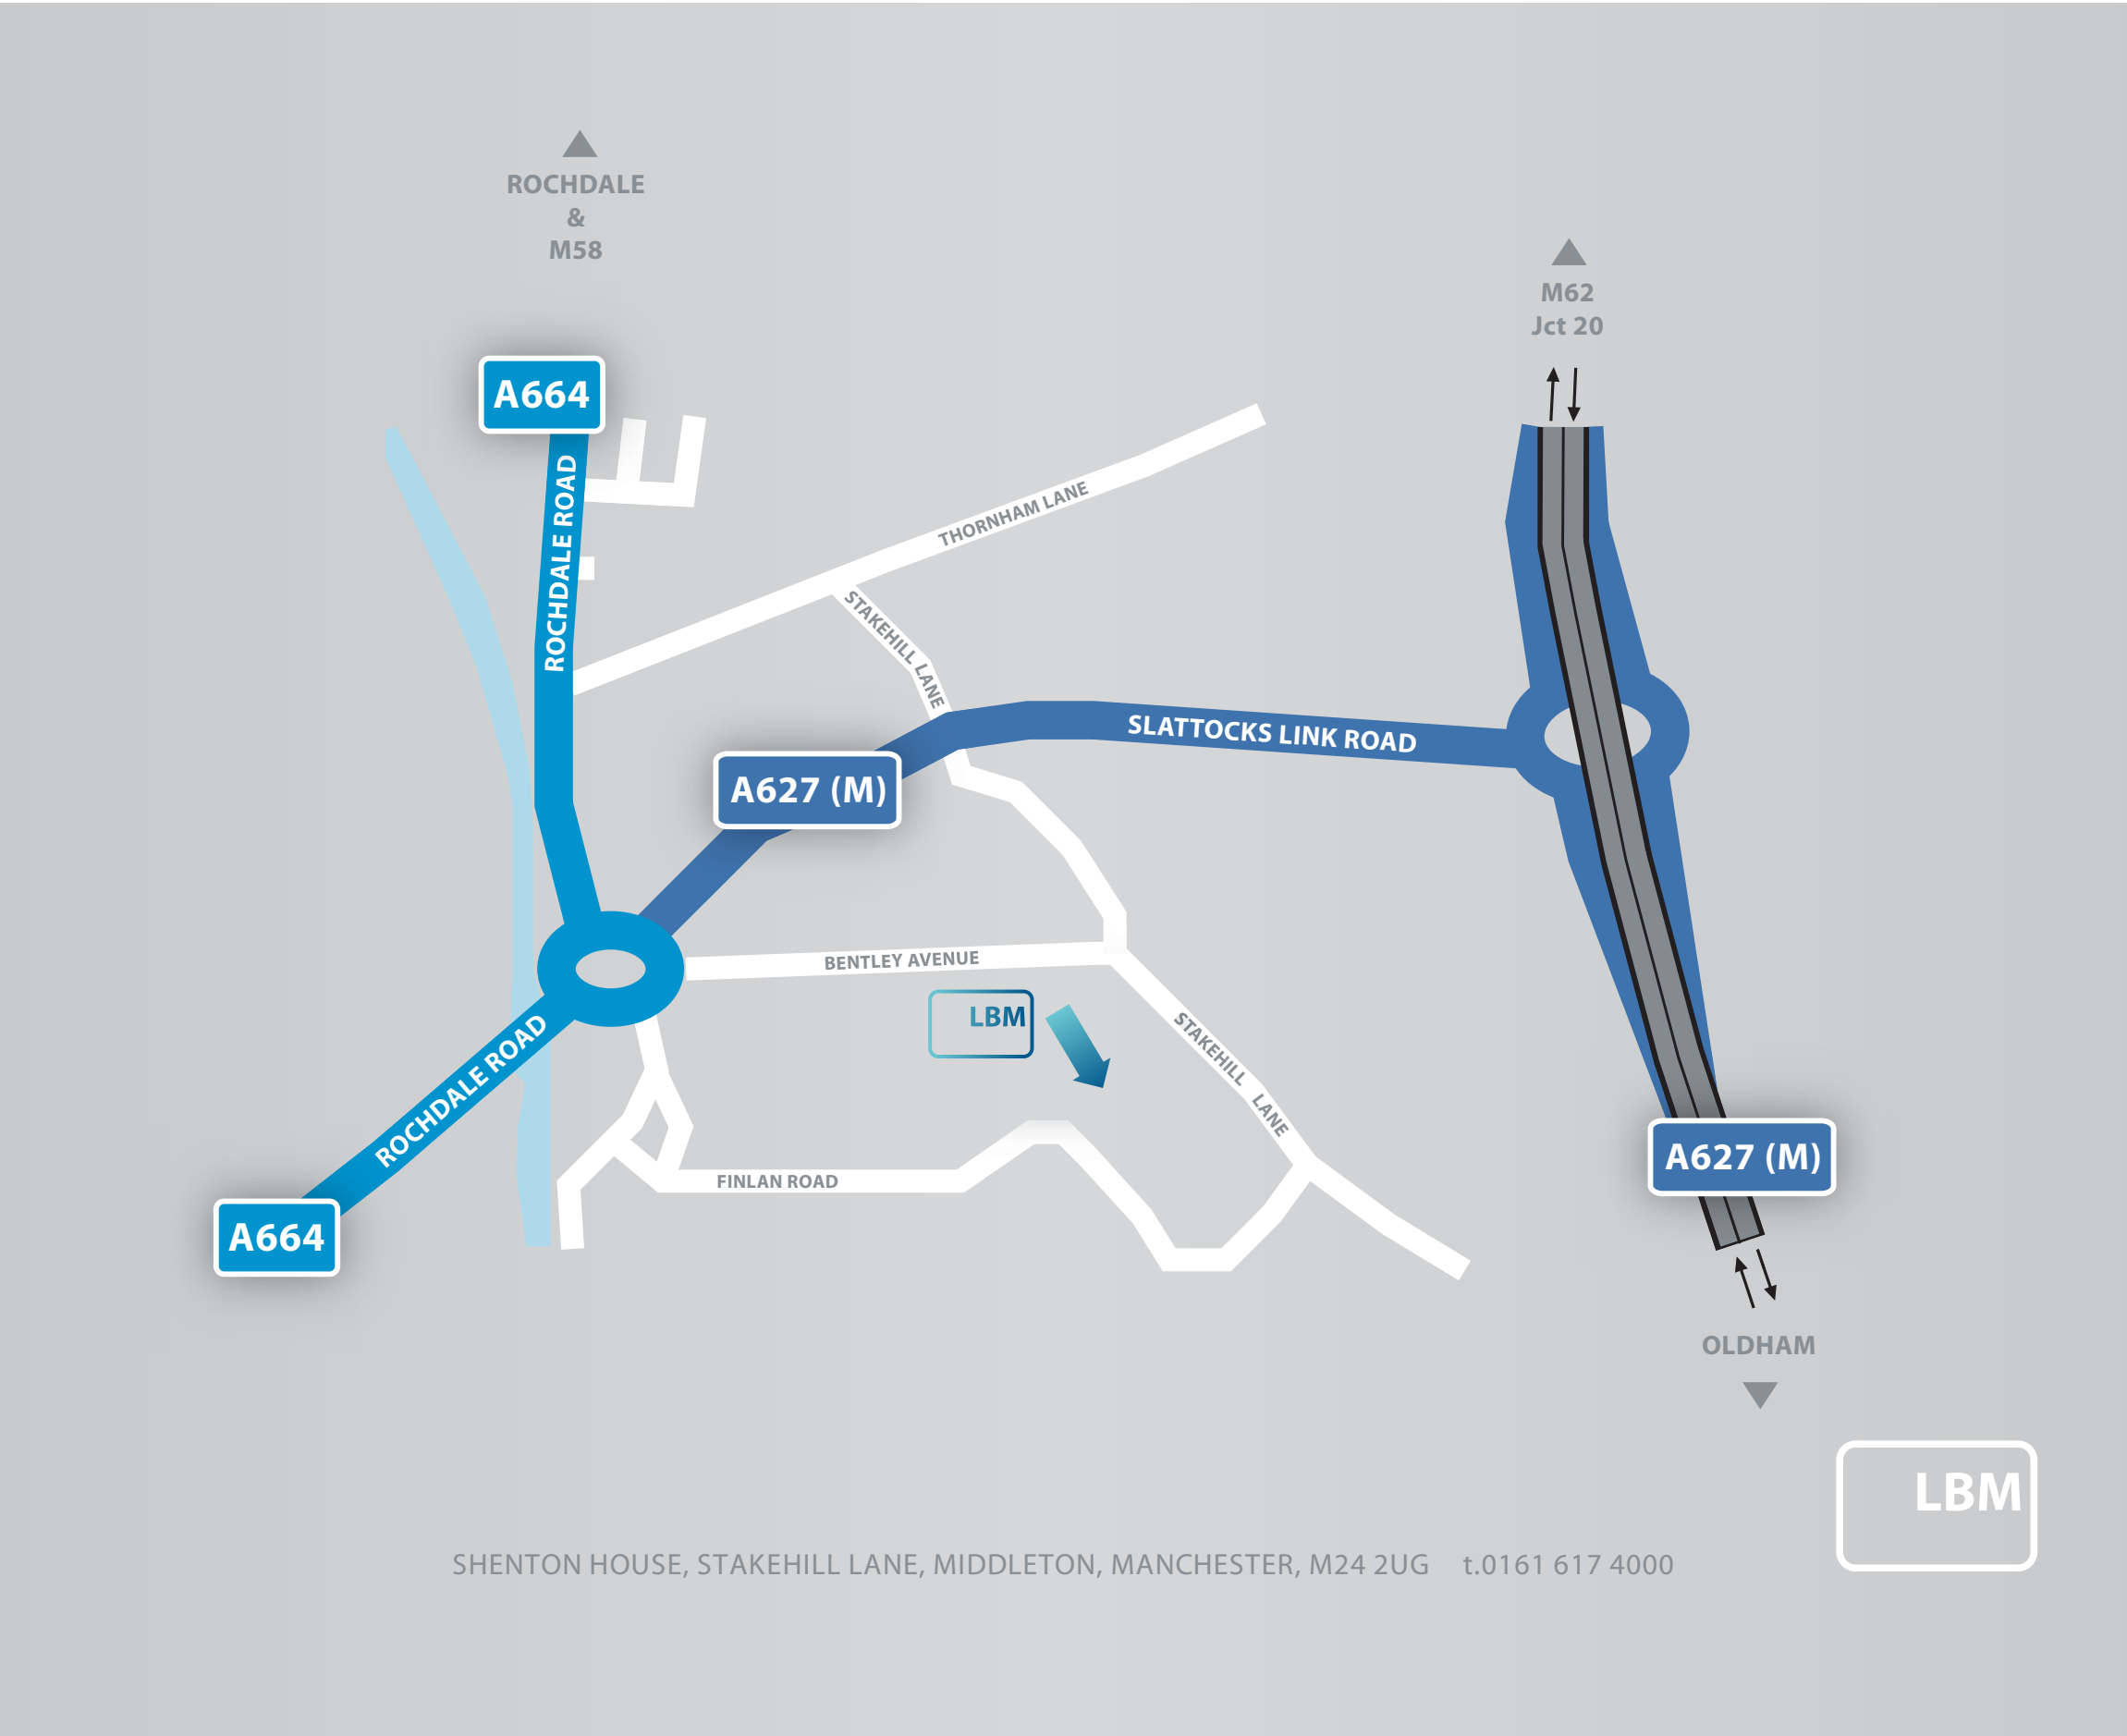 ROCHDALE
&
M58
M62
Jct 20
A664
ROCHDALE ROAD
THORNHAM LANE
STAKEHILL LANE
SLATTOCKS LINK ROAD
A627 (M)
BENTLEY AVENUE
LBM
STAKEHILL LANE
ROCHDALE ROAD
A627 (M)
FINLAN ROAD
A664
OLDHAM
LBM
SHENTON HOUSE, STAKEHILL LANE, MIDDLETON, MANCHESTER, M24 2UG t.0161 617 4000